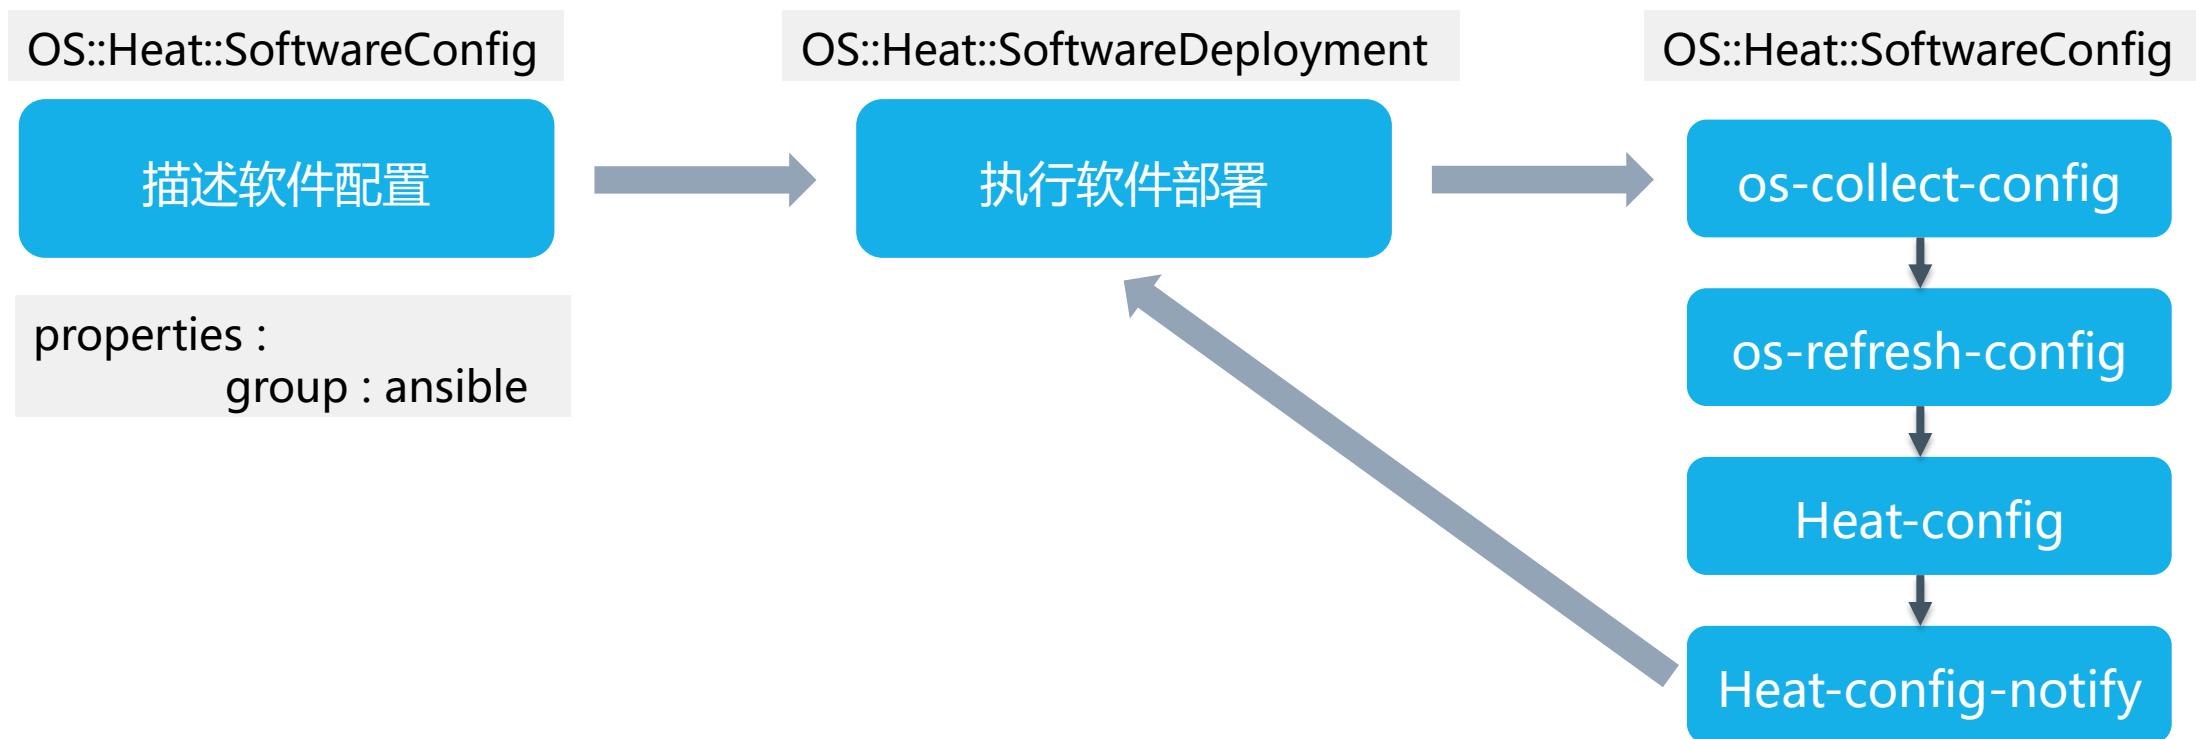 OS::Heat::SoftwareConfig
描述软件配置
properties :
group : ansible
OS::Heat::SoftwareDeployment
执行软件部署
OS::Heat::SoftwareConfig
os-collect-config
os-refresh-config
Heat-config
Heat-config-notify